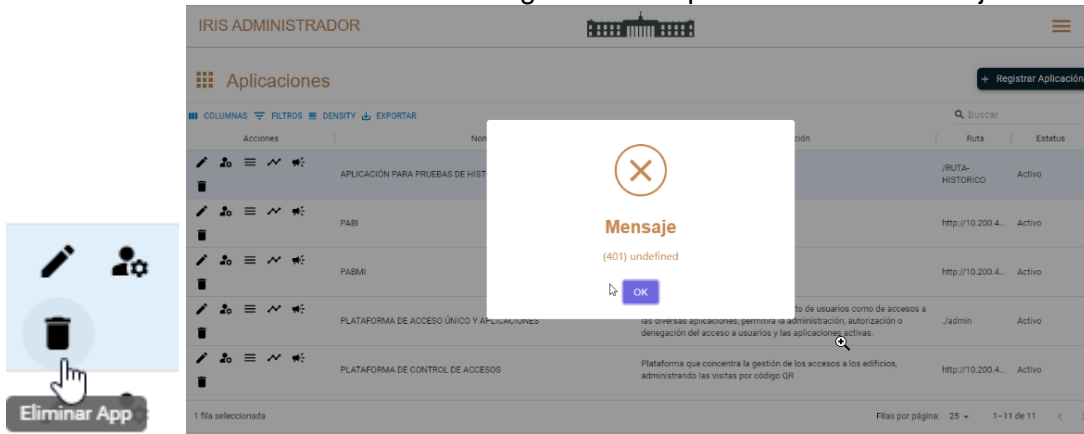 IRIS ADMINISTRADOR
Aplicaciones
+ Registrar Aplicación
COLUMNAS FILTROS DENSITY EXPORTAR
Buscar
Acciones
Ruta
Estatus
APLICACIÓN PARA PRUEBAS DE
/RUTA-
HISTORICO
Activo
PABI
http://10.200.4...
Activo
PABMI
http://10.200.4...
Activo
PLATAFORMA DE ACCESO ÚNICO Y APLICACIONES
de usuarios como de accesos a
las diversas aplicaciones, permitirá la administración, autorización o
denegación del acceso a usuarios y las aplicaciones activas.
./admin
Activo
PLATAFORMA DE CONTROL DE ACCESOS
Plataforma que concentra la gestión de los accesos a los edificios,
administrando las visitas por código QR
http://10.200.4...
Activo
Mensaje
(401) undefined
OK
1 fila seleccionada
Filas por página: 25
1–11 de 11
Eliminar App